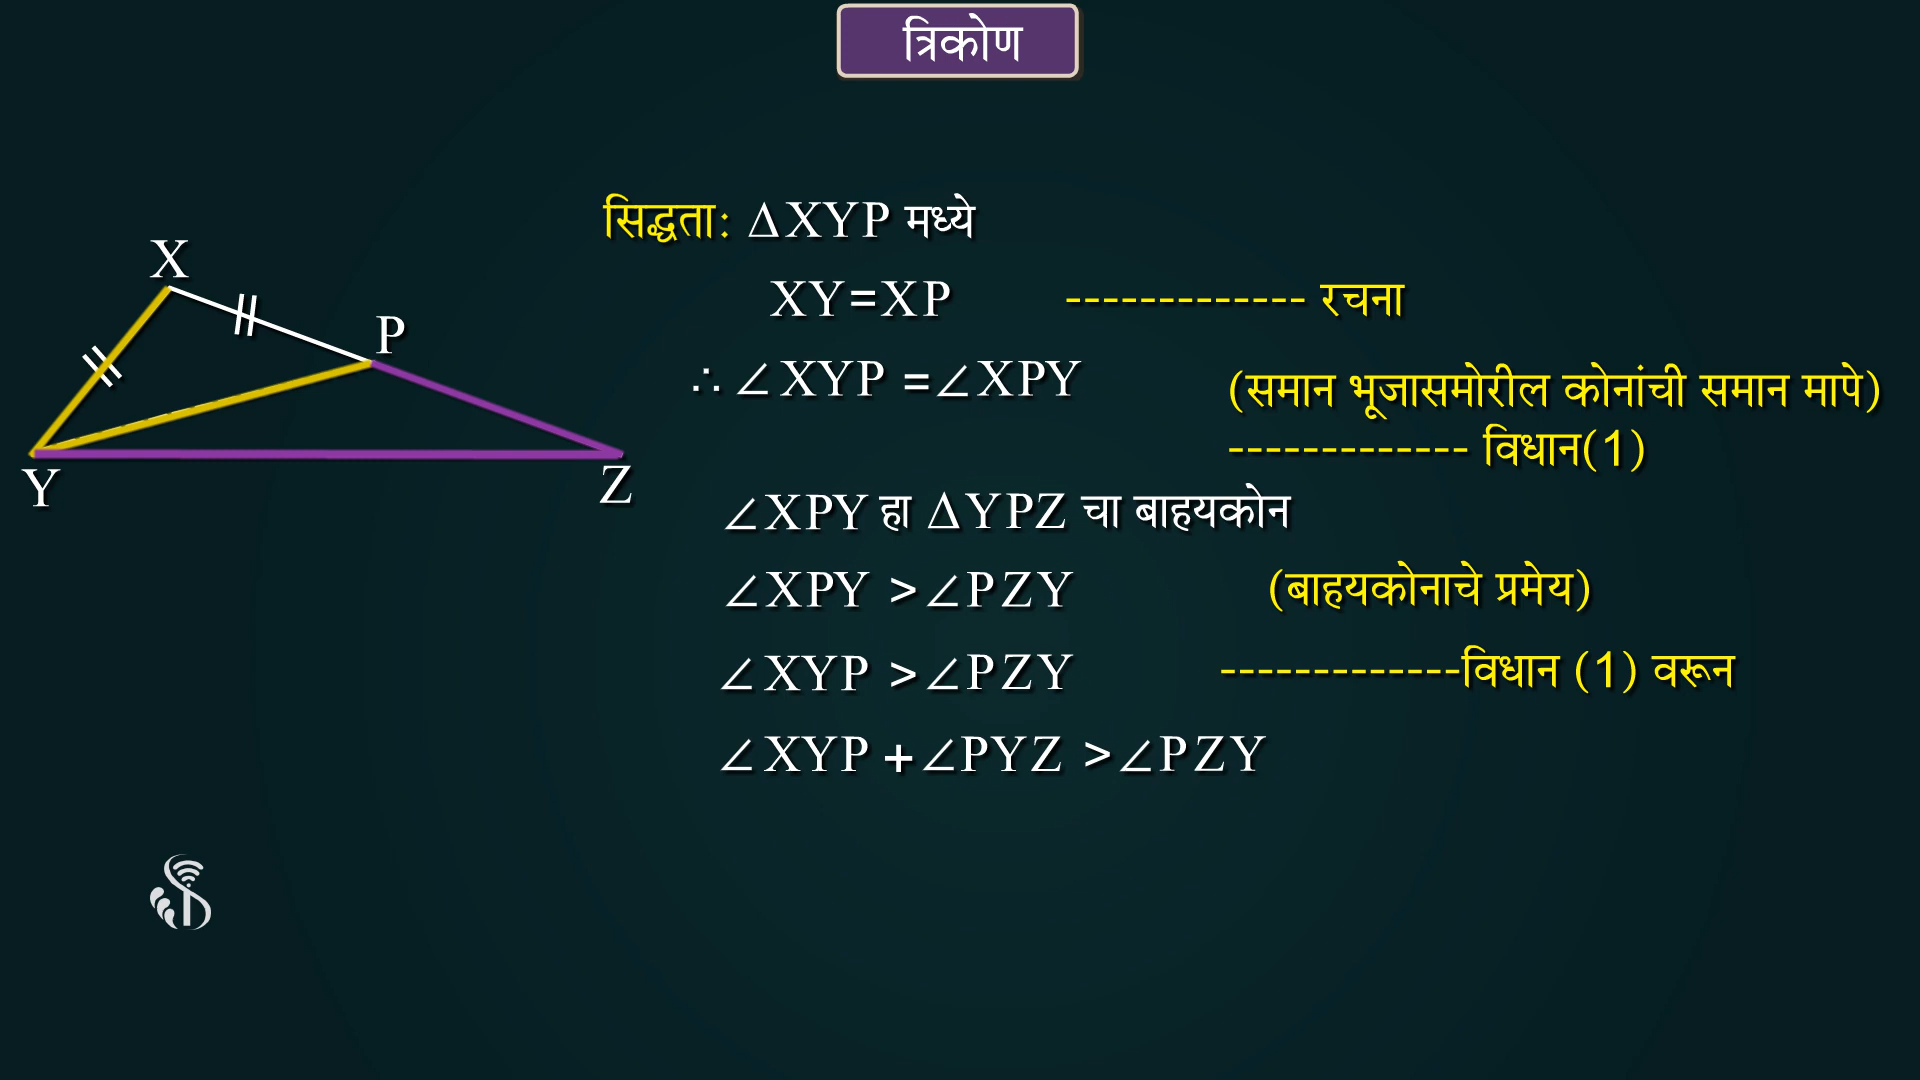 त्रिकोण
सिद्धताः ΔXYP मध्ये
XY=XP ------------- रचना
∴ ∠XYP =∠XPY (समान भूजासमोरील कोनांची समान मापे)
------------- विधान(1)
∠XPY हा ΔYPZ चा बाहयकोन
∠XPY >∠PZY (बाहयकोनाचे प्रमेय)
∠XYP >∠PZY -------------विधान (1) वरून
∠XYP +∠PYZ >∠PZY
X
P
Y
Z